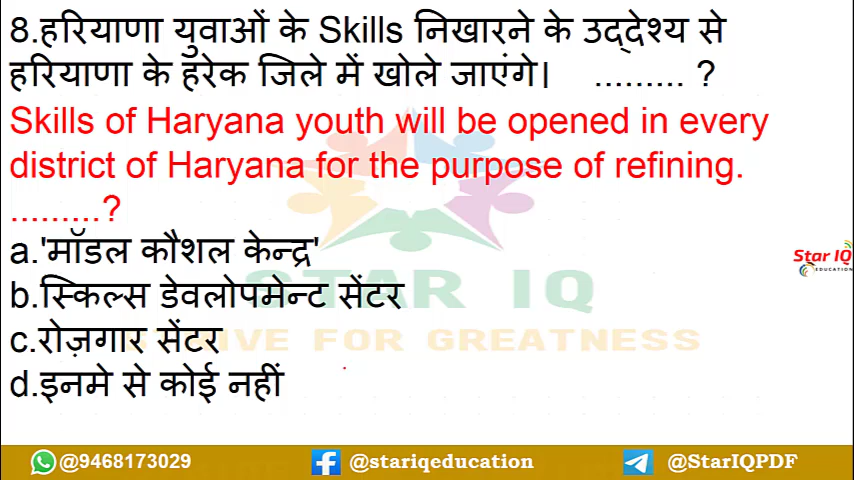 8.हरियाणा युवाओं के Skills निखारने के उद्देश्य से
हरियाणा के हरेक जिले में खोले जाएंगे। ......... ?
Skills of Haryana youth will be opened in every
district of Haryana for the purpose of refining.
.........?
a.'मॉडल कौशल केन्द्र'
b.स्किल्स डेवलोपमेन्ट सेंटर
c.रोज़गार सेंटर
d.इनमे से कोई नहीं
STAR IQ
STRIVE FOR GREATNESS
Star IQ
EDUCATION
@9468173029 @stariqeducation @StarIQPDF